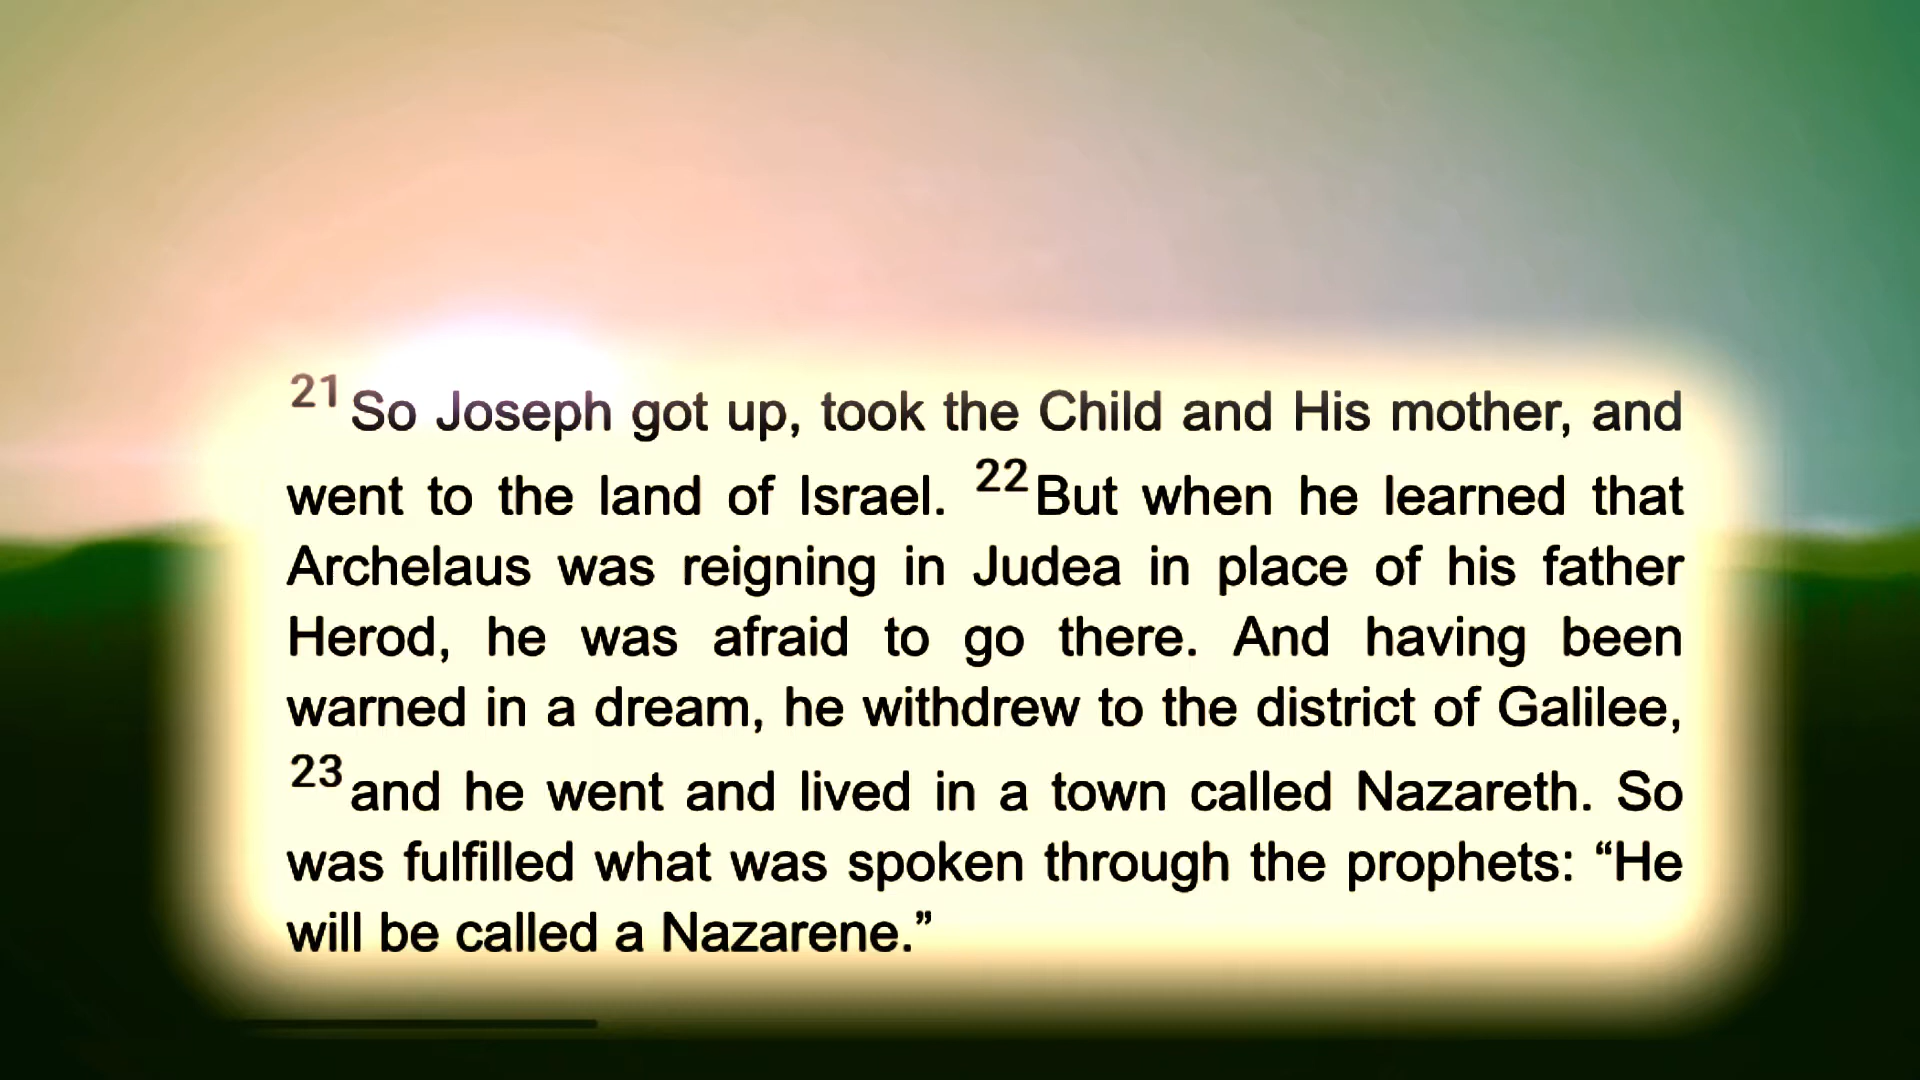 21 So Joseph got up, took the Child and His mother, and
went to the land of Israel. 22 But when he learned that
Archelaus was reigning in Judea in place of his father
Herod, he was afraid to go there. And having been
warned in a dream, he withdrew to the district of Galilee,
23 and he went and lived in a town called Nazareth. So
was fulfilled what was spoken through the prophets: “He
will be called a Nazarene.”